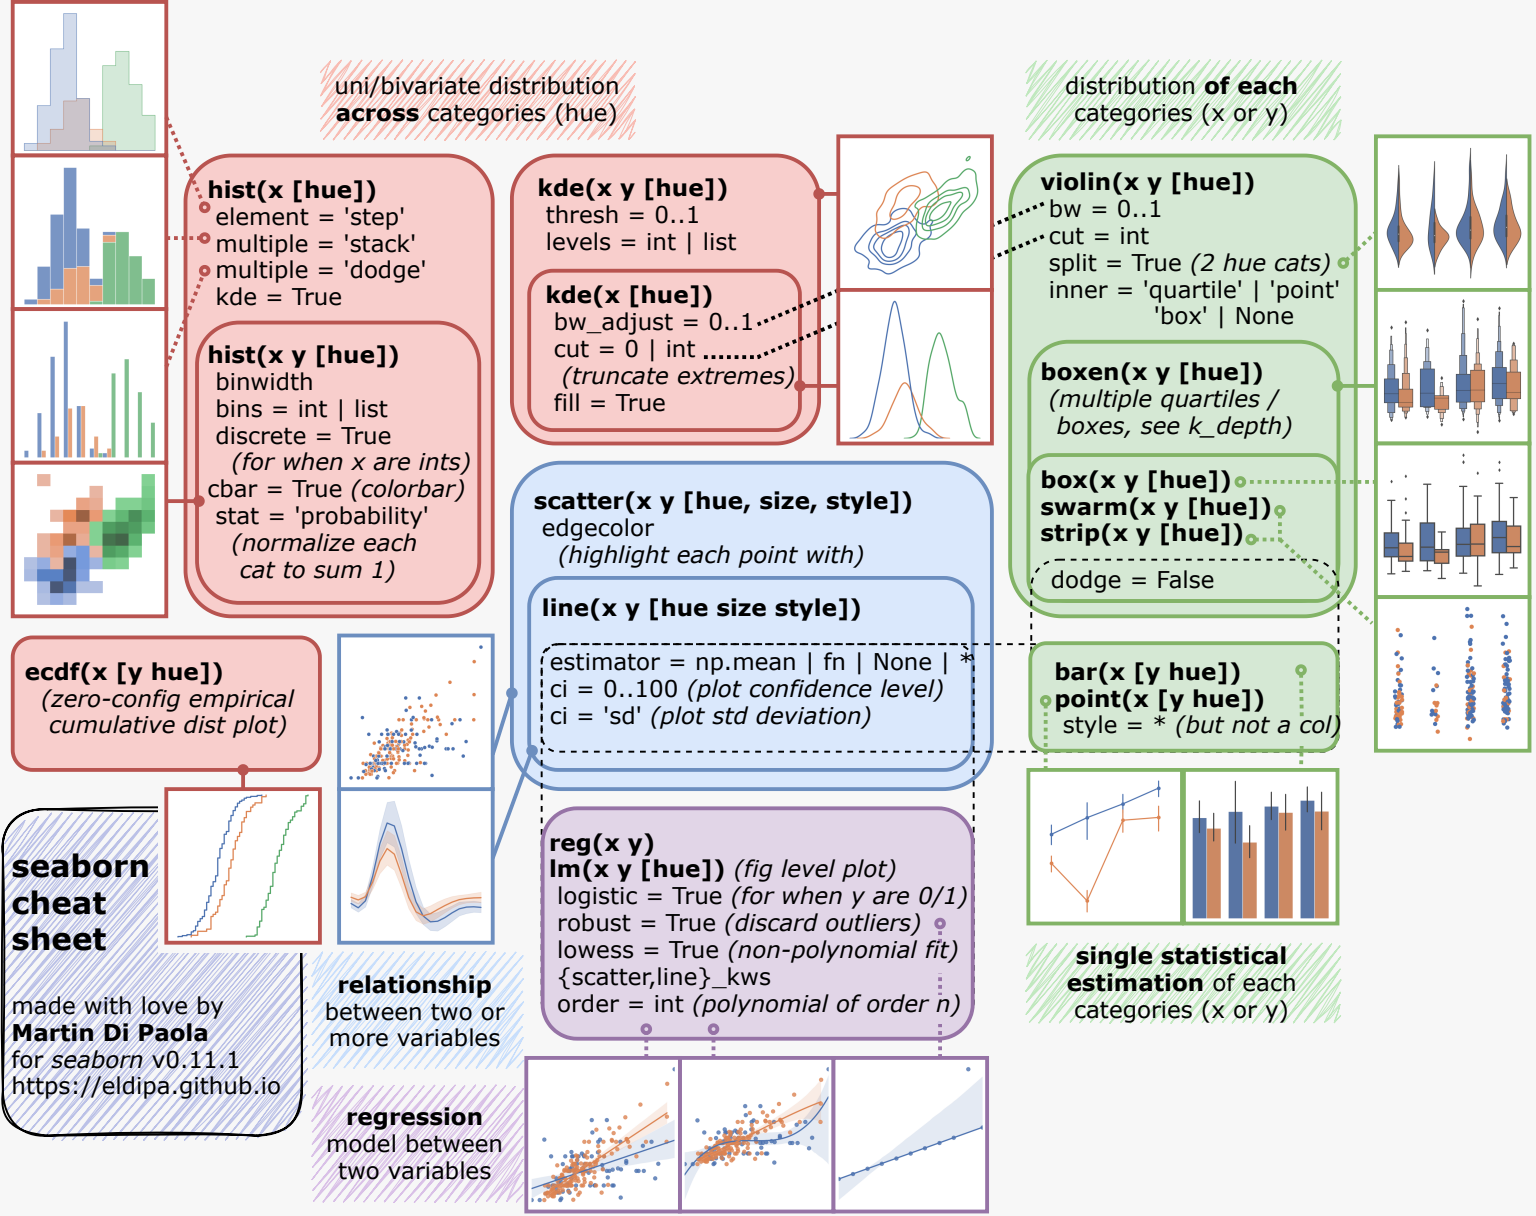 uni/bivariate distribution
across categories (hue)
distribution of each
categories (x or y)
hist(x [hue])
element = 'step'
multiple = 'stack'
multiple = 'dodge'
kde = True
hist(x y [hue])
binwidth
bins = int | list
discrete = True
(for when x are ints)
cbar = True (colorbar)
stat = 'probability'
(normalize each
cat to sum 1)
kde(x y [hue])
thresh = 0..1
levels = int | list
kde(x [hue])
bw_adjust = 0..1
cut = 0 | int
(truncate extremes)
fill = True
violin(x y [hue])
bw = 0..1
cut = int
split = True (2 hue cats)
inner = 'quartile' | 'point'
'box' | None
boxen(x y [hue])
(multiple quartiles /
boxes, see k_depth)
box(x y [hue])
swarm(x y [hue])
strip(x y [hue])
dodge = False
scatter(x y [hue, size, style])
edgecolor
(highlight each point with)
line(x y [hue size style])
estimator = np.mean | fn | None | *
ci = 0..100 (plot confidence level)
ci = 'sd' (plot std deviation)
ecdf(x [y hue])
(zero-config empirical
cumulative dist plot)
bar(x [y hue])
point(x [y hue])
style = * (but not a col)
reg(x y)
lm(x y [hue]) (fig level plot)
logistic = True (for when y are 0/1)
robust = True (discard outliers)
lowess = True (non-polynomial fit)
{scatter,line}_kws
order = int (polynomial of order n)
seaborn
cheat
sheet
made with love by
Martin Di Paola
for seaborn v0.11.1
https://eldipa.github.io
relationship
between two or
more variables
regression
model between
two variables
single statistical
estimation of each
categories (x or y)